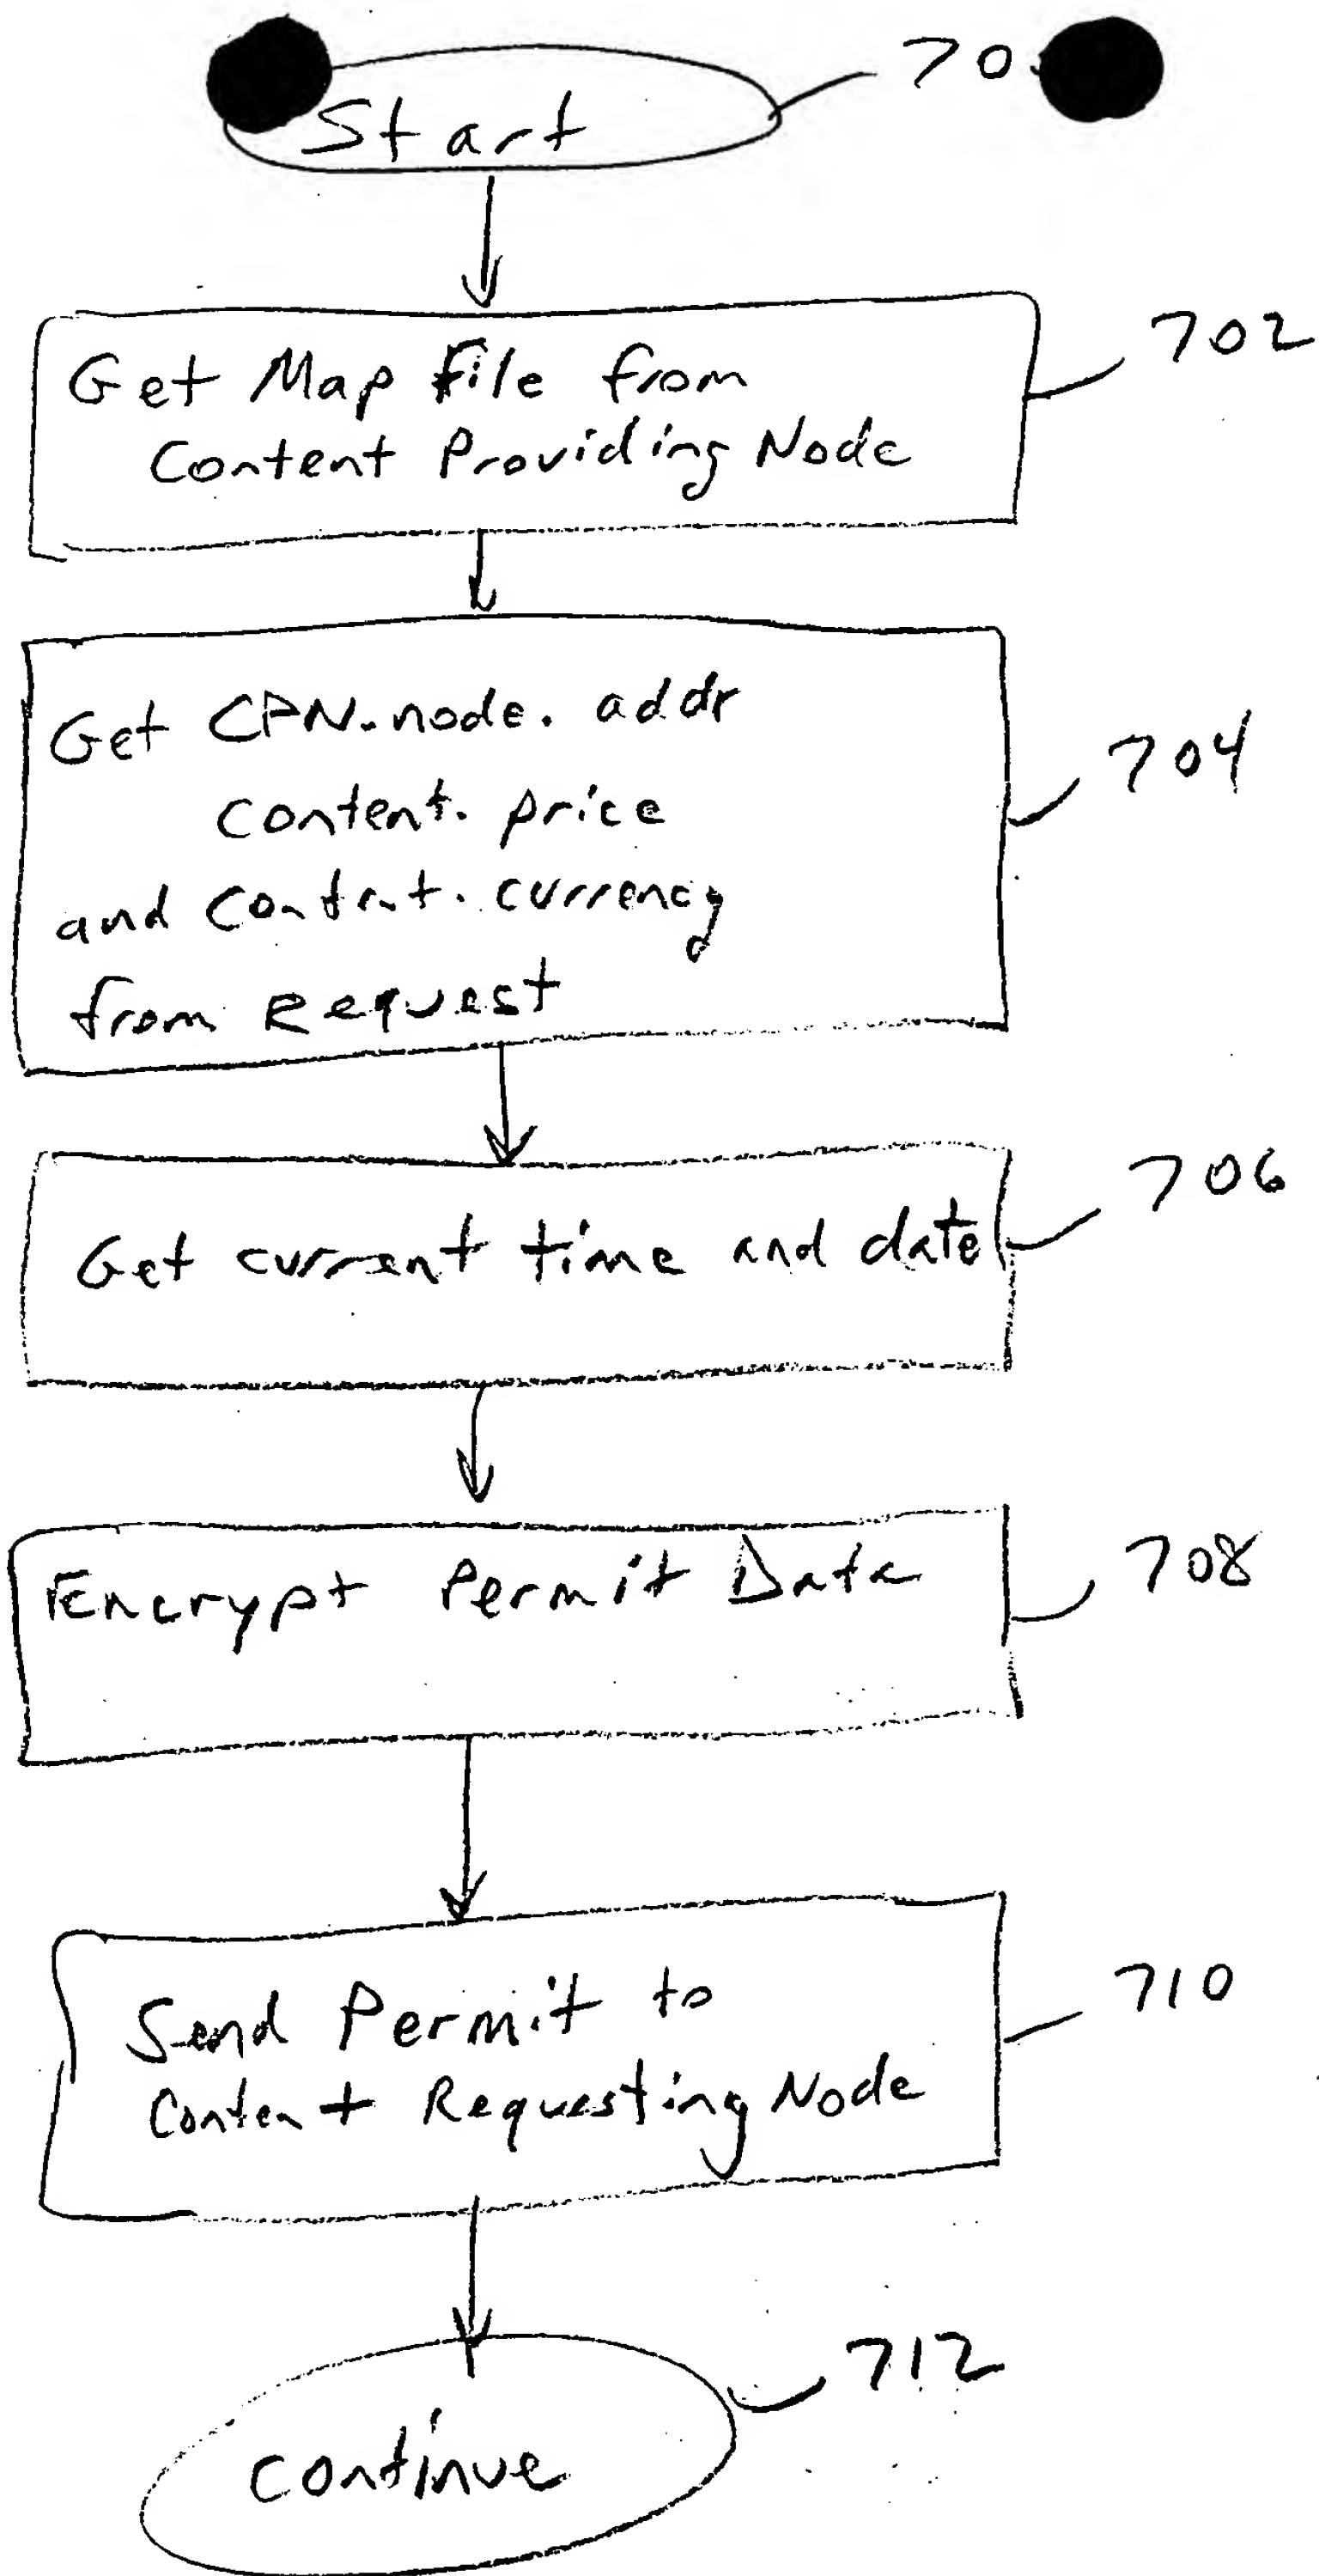 Start
70
Get Map File from
Content Providing Node
702
Get CPN.node.addr
content.price
and Content.currency
from Request
704
Get current time and date
706
Encrypt Permit Data
708
Send Permit to
Content Requesting Node
710
continue
712